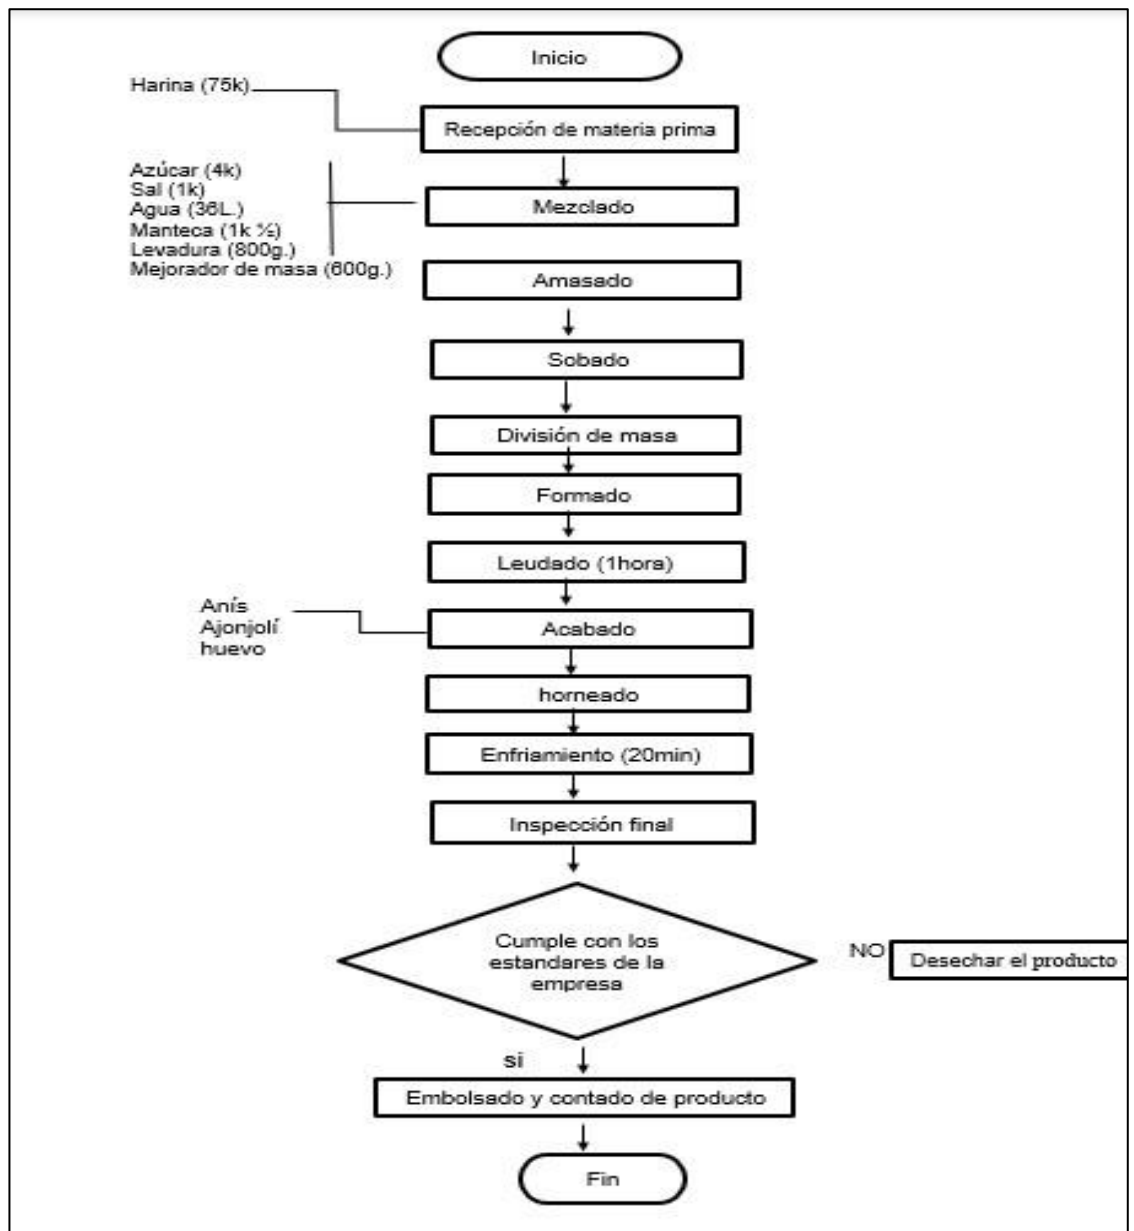 Inicio
Harina (75k)
Recepción de materia prima
Azúcar (4k)
Sal (1k)
Agua (36L.)
Manteca (1k ½)
Levadura (800g.)
Mejorador de masa (600g.)
Mezclado
Amasado
Sobado
División de masa
Formado
Leudado (1hora)
Anís
Ajonjolí
huevo
Acabado
horneado
Enfriamiento (20min)
Inspección final
Cumple con los
estandares de la
empresa
NO
Desechar el producto
si
Embolsado y contado de producto
Fin